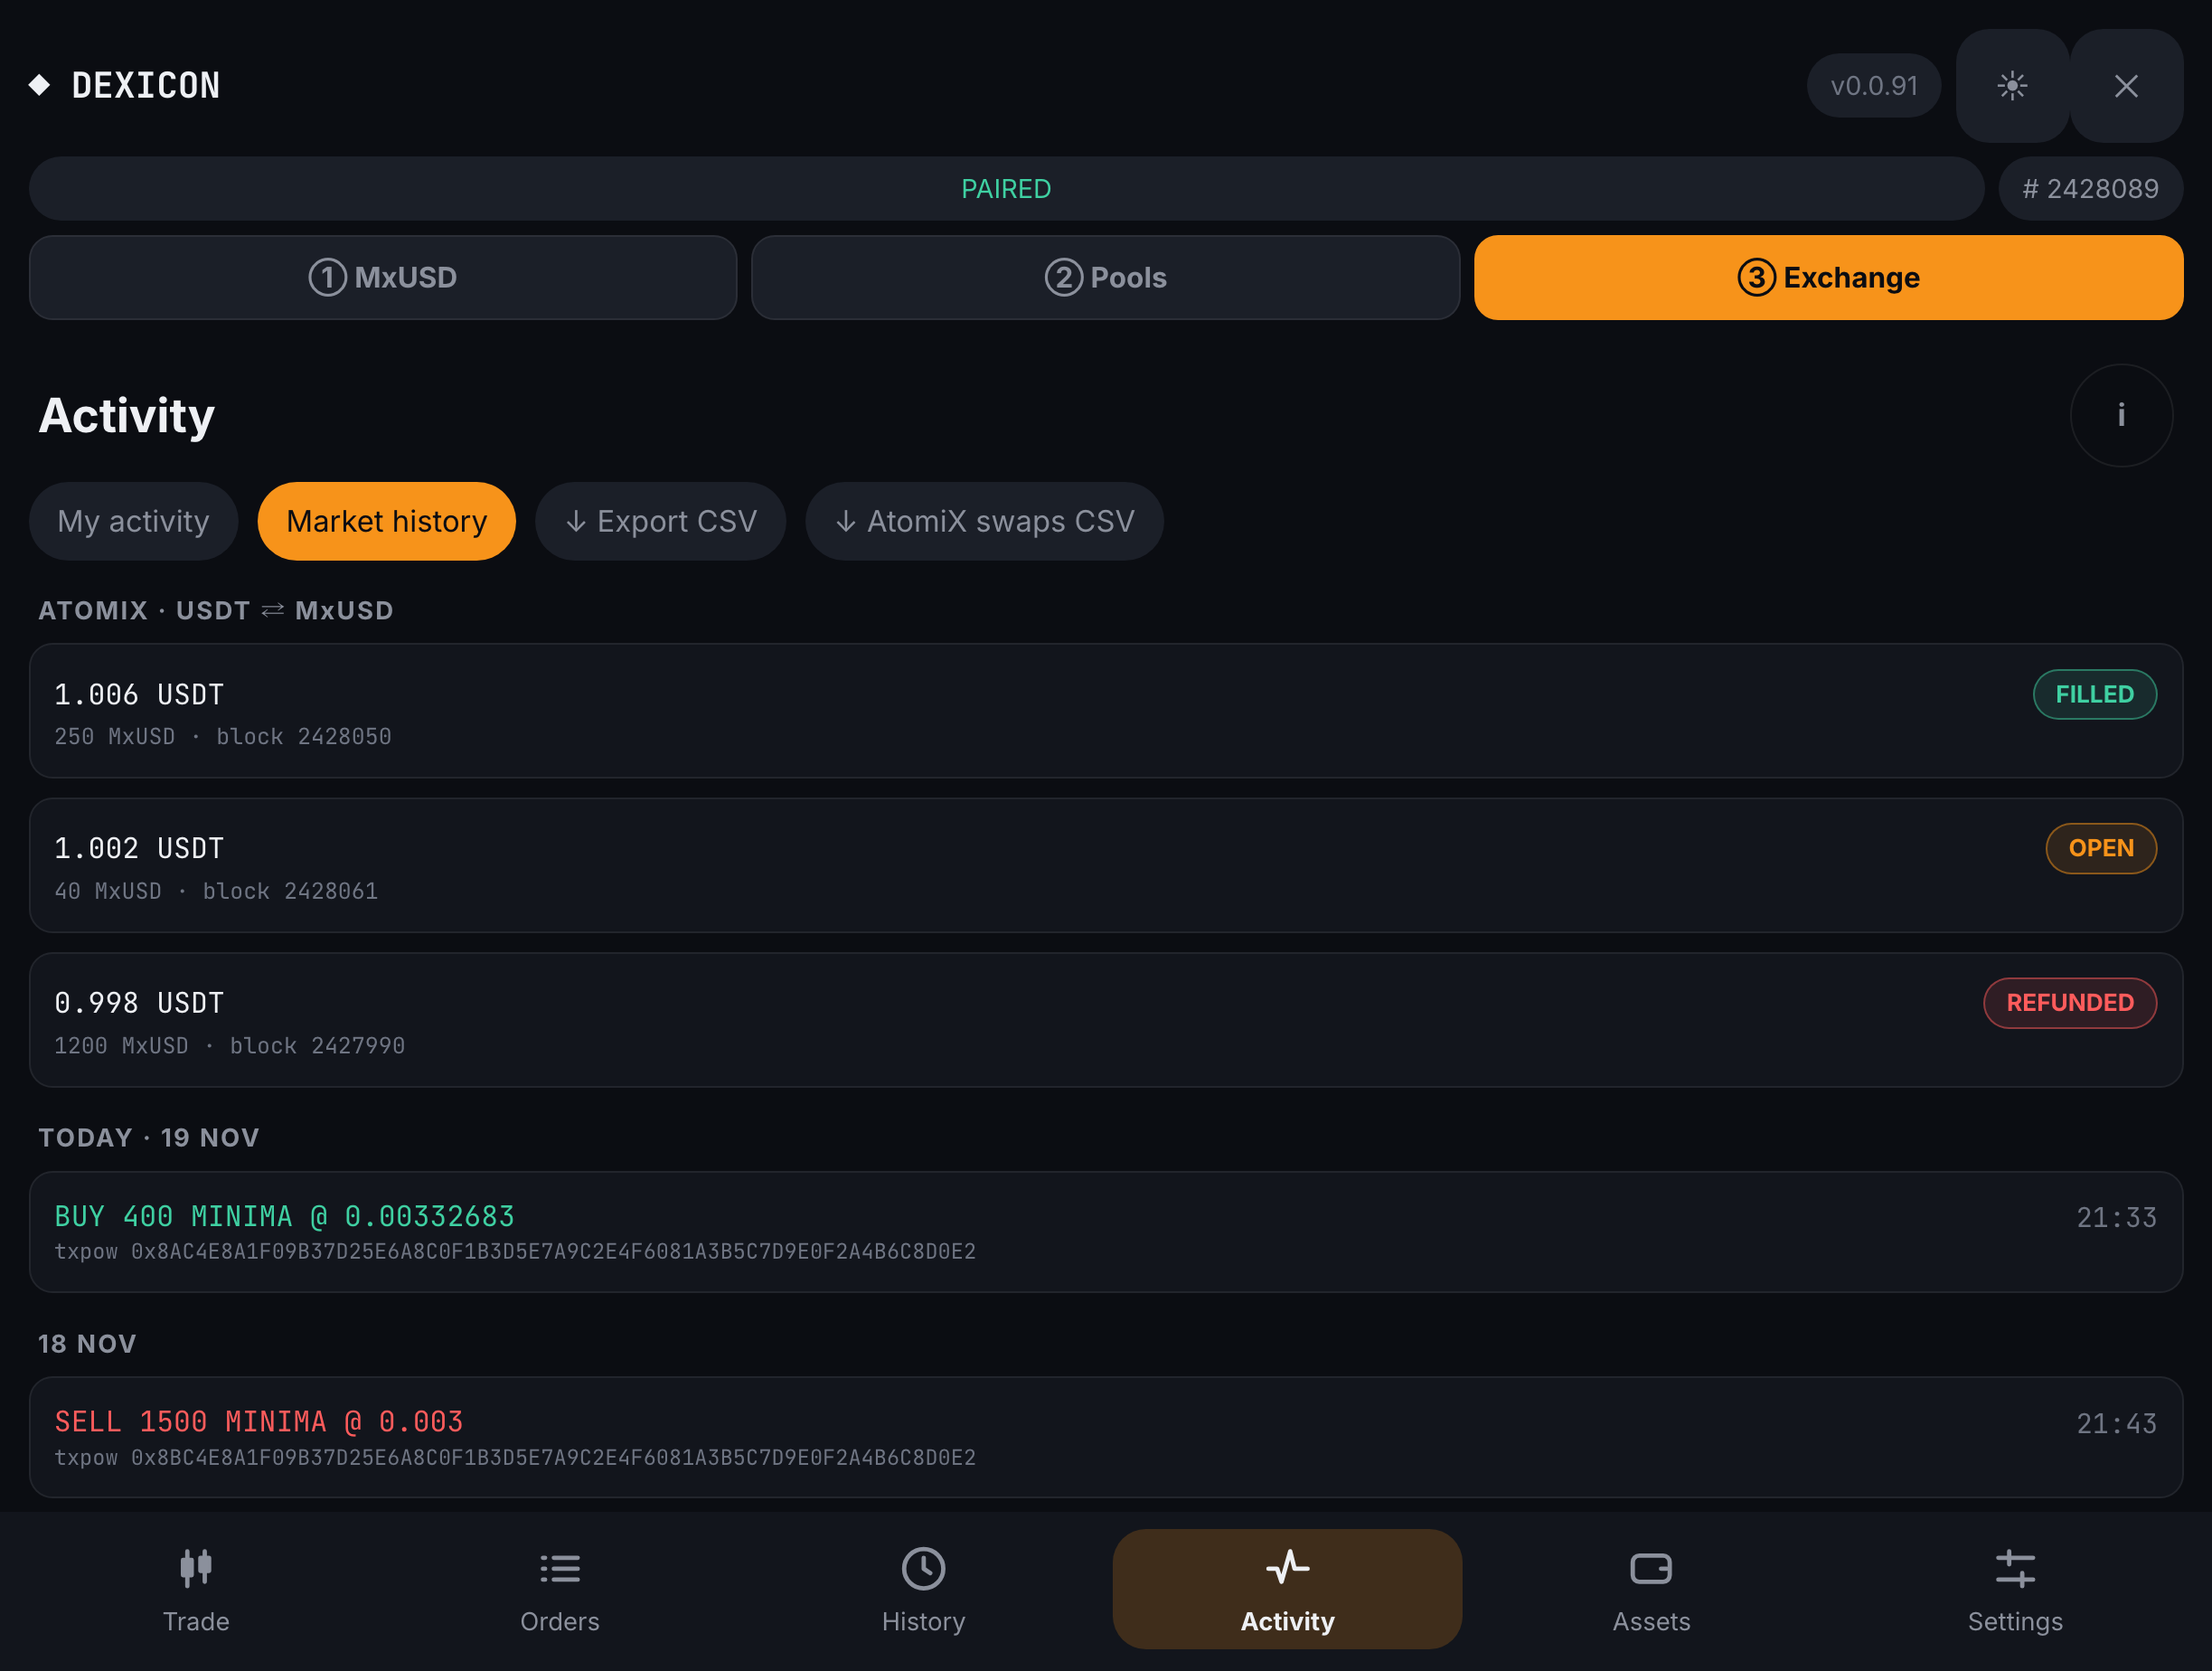 ◆ DEXICON
v0.0.91
PAIRED
# 2428089
① MxUSD
② Pools
③ Exchange
Activity
i
My activity
Market history
↓ Export CSV
↓ AtomiX swaps CSV
ATOMIX · USDT ⇄ MxUSD
1.006 USDT
FILLED
250 MxUSD · block 2428050
1.002 USDT
OPEN
40 MxUSD · block 2428061
0.998 USDT
REFUNDED
1200 MxUSD · block 2427990
TODAY · 19 NOV
BUY 400 MINIMA @ 0.00332683
21:33
txpow 0x8AC4E8A1F09B37D25E6A8C0F1B3D5E7A9C2E4F6081A3B5C7D9E0F2A4B6C8D0E2
18 NOV
SELL 1500 MINIMA @ 0.003
21:43
txpow 0x8BC4E8A1F09B37D25E6A8C0F1B3D5E7A9C2E4F6081A3B5C7D9E0F2A4B6C8D0E2
Trade
Orders
History
Activity
Assets
Settings